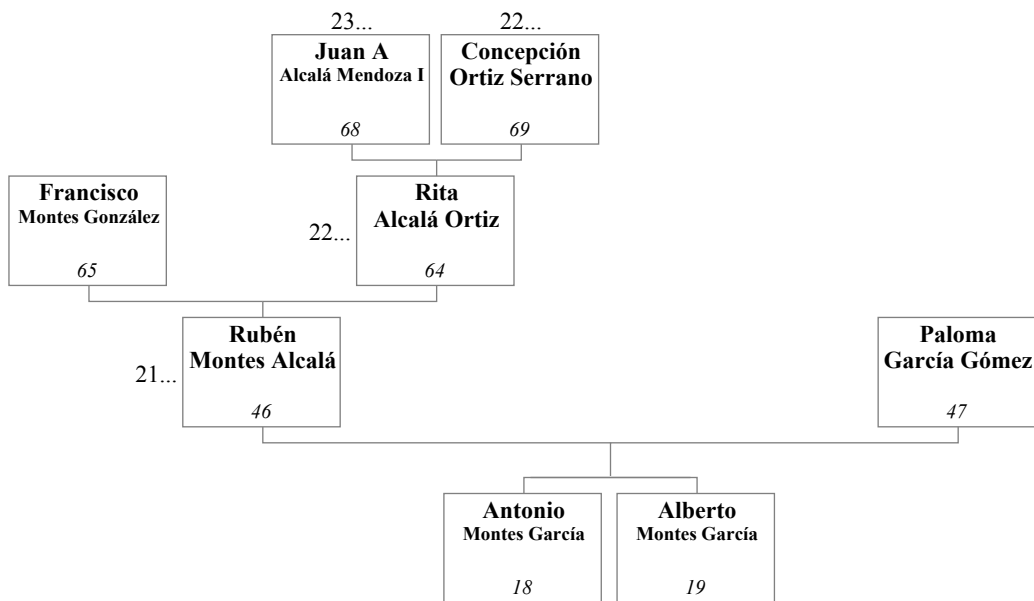 23...
22...
Juan A
Alcalá Mendoza I
68
Concepción
Ortiz Serrano
69
Francisco
Montes González
65
22...
Rita
Alcalá Ortiz
64
21...
Rubén
Montes Alcalá
46
Paloma
García Gómez
47
Antonio
Montes García
18
Alberto
Montes García
19